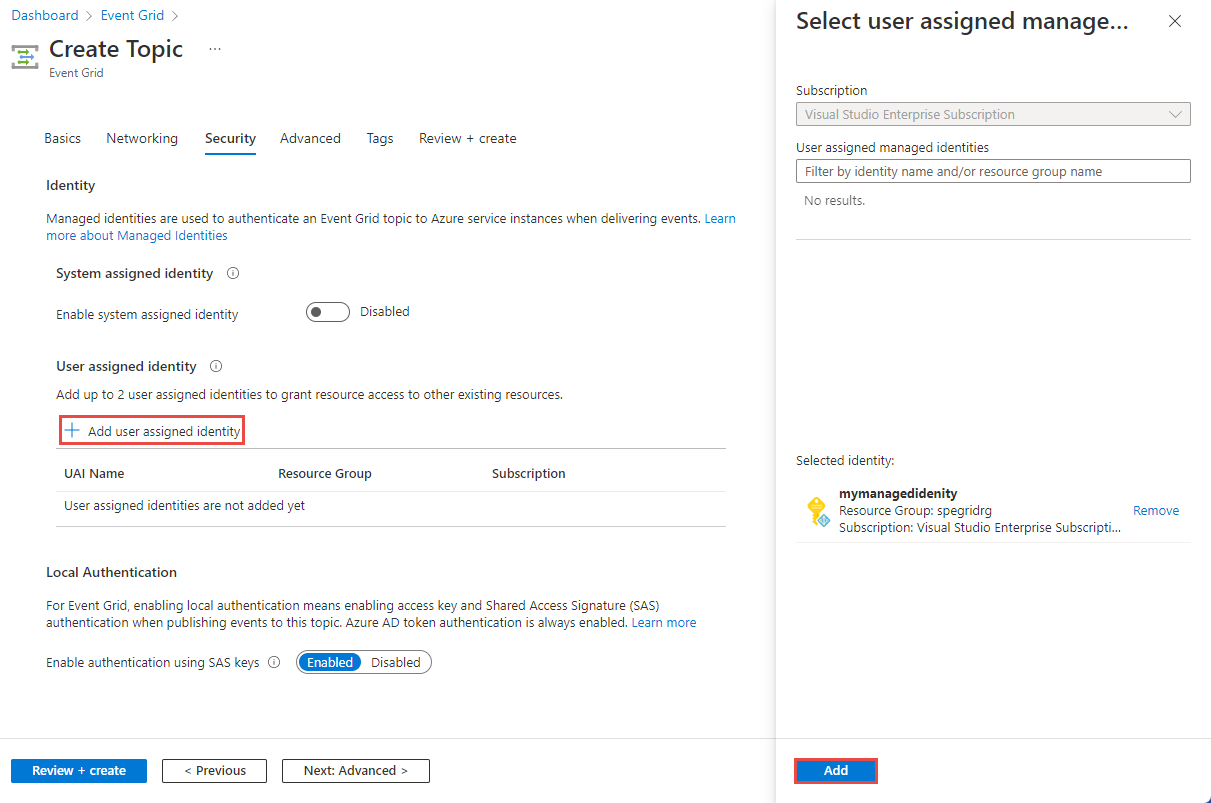 Dashboard > Event Grid >
Create Topic ...
Event Grid
Basics Networking Security Advanced Tags Review + create
Identity
Managed identities are used to authenticate an Event Grid topic to Azure service instances when delivering events. Learn
more about Managed Identities
System assigned identity
Enable system assigned identity Disabled
User assigned identity
Add up to 2 user assigned identities to grant resource access to other existing resources.
+ Add user assigned identity
UAI Name Resource Group Subscription
User assigned identities are not added yet
Local Authentication
For Event Grid, enabling local authentication means enabling access key and Shared Access Signature (SAS)
authentication when publishing events to this topic. Azure AD token authentication is always enabled. Learn more
Enable authentication using SAS keys Enabled Disabled
Review + create < Previous Next: Advanced >
Select user assigned manage...
Subscription
Visual Studio Enterprise Subscription
User assigned managed identities
Filter by identity name and/or resource group name
No results.
Selected identity:
mymanagedidenity
Resource Group: spegridrg
Remove
Subscription: Visual Studio Enterprise Subscripti...
Add